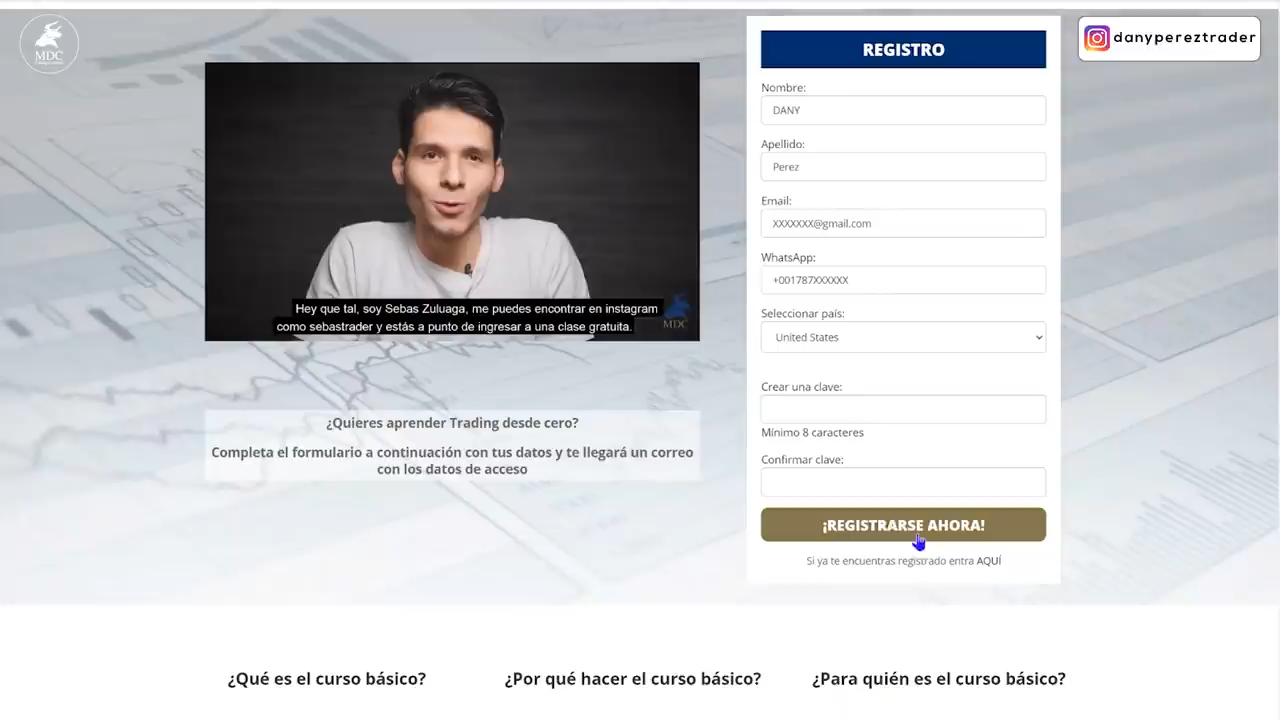 MDC
Hey que tal, soy Sebas Zuluaga, me puedes encontrar en instagram
como sebastrader y estás a punto de ingresar a una clase gratuita.
MDC
¿Quieres aprender Trading desde cero?
Completa el formulario a continuación con tus datos y te llegará un correo
con los datos de acceso
REGISTRO
Nombre:
DANY
Apellido:
Perez
Email:
XXXXXXX@gmail.com
WhatsApp:
+001787XXXXXX
Seleccionar país:
United States
Crear una clave:
Mínimo 8 caracteres
Confirmar clave:
¡REGISTRARSE AHORA!
Si ya te encuentras registrado entra AQUÍ
danypereztrader
¿Qué es el curso básico?
¿Por qué hacer el curso básico?
¿Para quién es el curso básico?